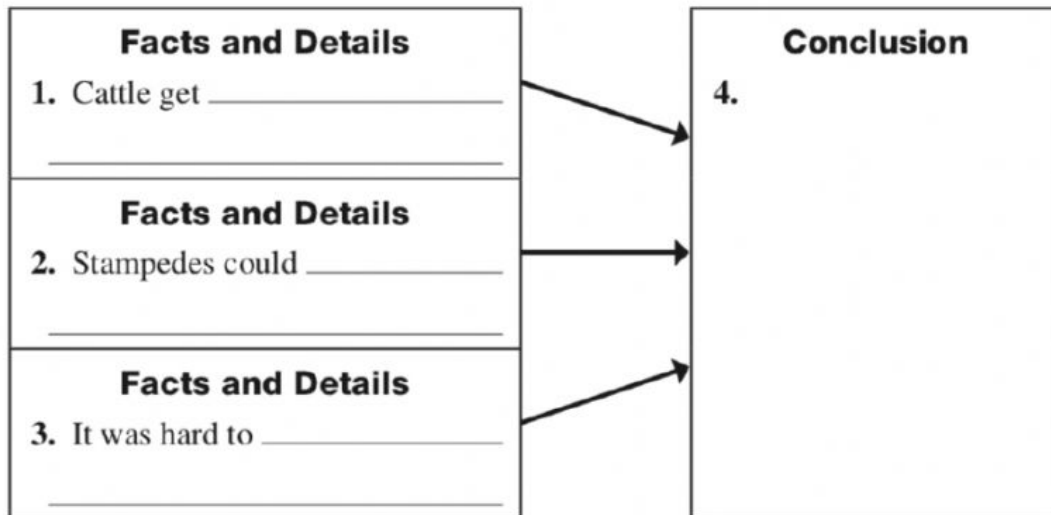 Facts and Details
1. Cattle get
Facts and Details
2. Stampedes could
Facts and Details
3. It was hard to
Conclusion
4.